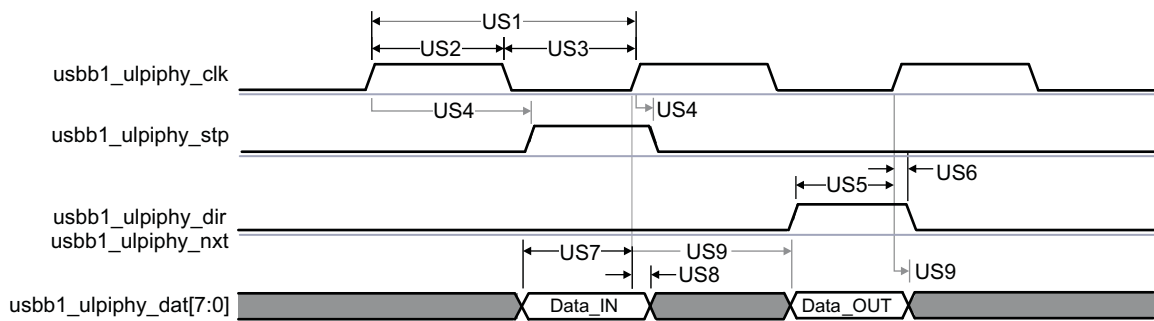 US1
US2 US3
usbb1_ulpiphy_clk
US4 US4
usbb1_ulpiphy_stp
US5 US6
usbb1_ulpiphy_dir
usbb1_ulpiphy_nxt
US7 US9
US8 US9
usbb1_ulpiphy_dat[7:0] Data_IN Data_OUT